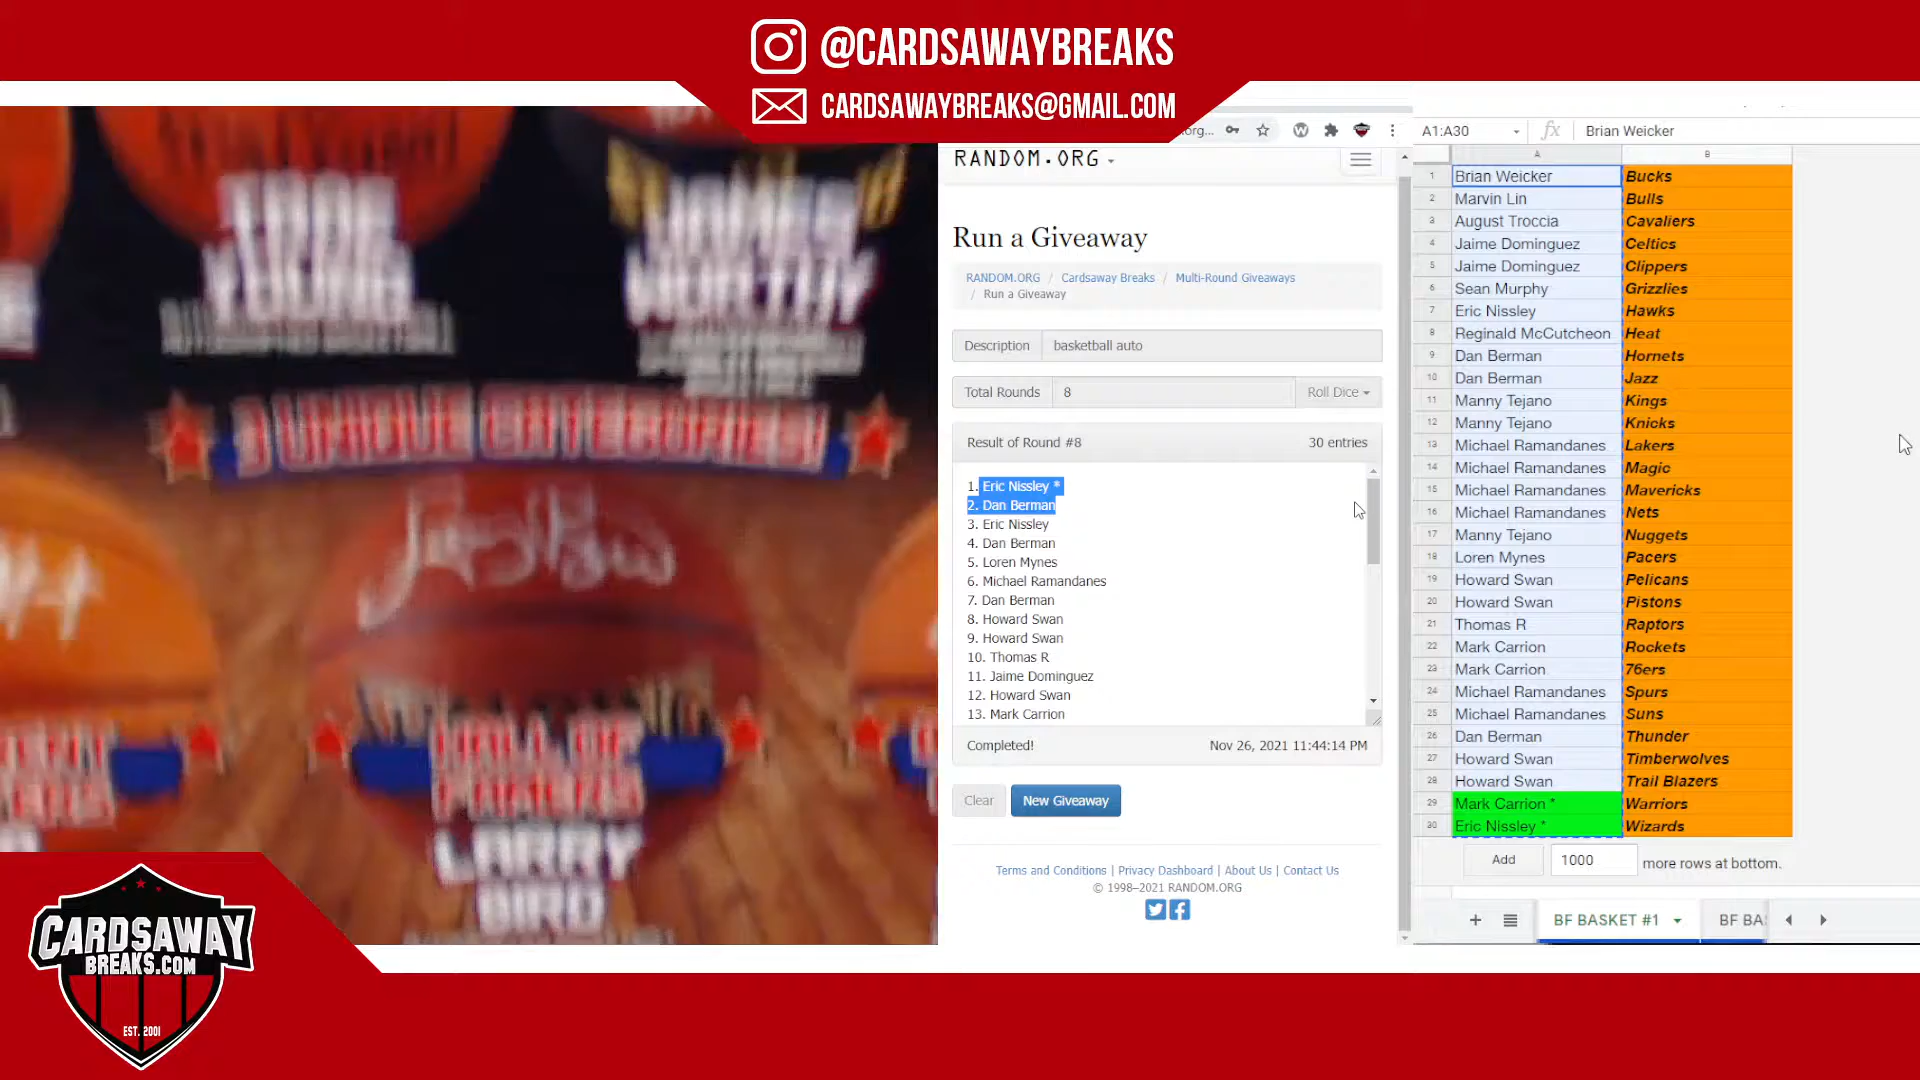 @CARDSAWAYBREAKS
CARDSAWAYBREAKS@GMAIL.COM
JAMES
WORTHY
LARRY
BIRD
org...
RANDOM.ORG
Run a Giveaway
RANDOM.ORG / Cardsaway Breaks / Multi-Round Giveaways
/ Run a Giveaway
Description basketball auto
Total Rounds 8 Roll Dice
Result of Round #8 30 entries
1. Eric Nissley *
2. Dan Berman
3. Eric Nissley
4. Dan Berman
5. Loren Mynes
6. Michael Ramandanes
7. Dan Berman
8. Howard Swan
9. Howard Swan
10. Thomas R
11. Jaime Dominguez
12. Howard Swan
13. Mark Carrion
Completed! Nov 26, 2021 11:44:14 PM
Clear New Giveaway
Terms and Conditions | Privacy Dashboard | About Us | Contact Us
© 1998–2021 RANDOM.ORG
A1:A30 fx Brian Weicker
A B
1 Brian Weicker Bucks
2 Marvin Lin Bulls
3 August Troccia Cavaliers
4 Jaime Dominguez Celtics
5 Jaime Dominguez Clippers
6 Sean Murphy Grizzlies
7 Eric Nissley Hawks
8 Reginald McCutcheon Heat
9 Dan Berman Hornets
10 Dan Berman Jazz
11 Manny Tejano Kings
12 Manny Tejano Knicks
13 Michael Ramandanes Lakers
14 Michael Ramandanes Magic
15 Michael Ramandanes Mavericks
16 Michael Ramandanes Nets
17 Manny Tejano Nuggets
18 Loren Mynes Pacers
19 Howard Swan Pelicans
20 Howard Swan Pistons
21 Thomas R Raptors
22 Mark Carrion Rockets
23 Mark Carrion 76ers
24 Michael Ramandanes Spurs
25 Michael Ramandanes Suns
26 Dan Berman Thunder
27 Howard Swan Timberwolves
28 Howard Swan Trail Blazers
29 Mark Carrion * Warriors
30 Eric Nissley * Wizards
Add 1000 more rows at bottom.
BF BASKET #1 BF BA
CARDSAWAY
BREAKS.COM
EST. 2001